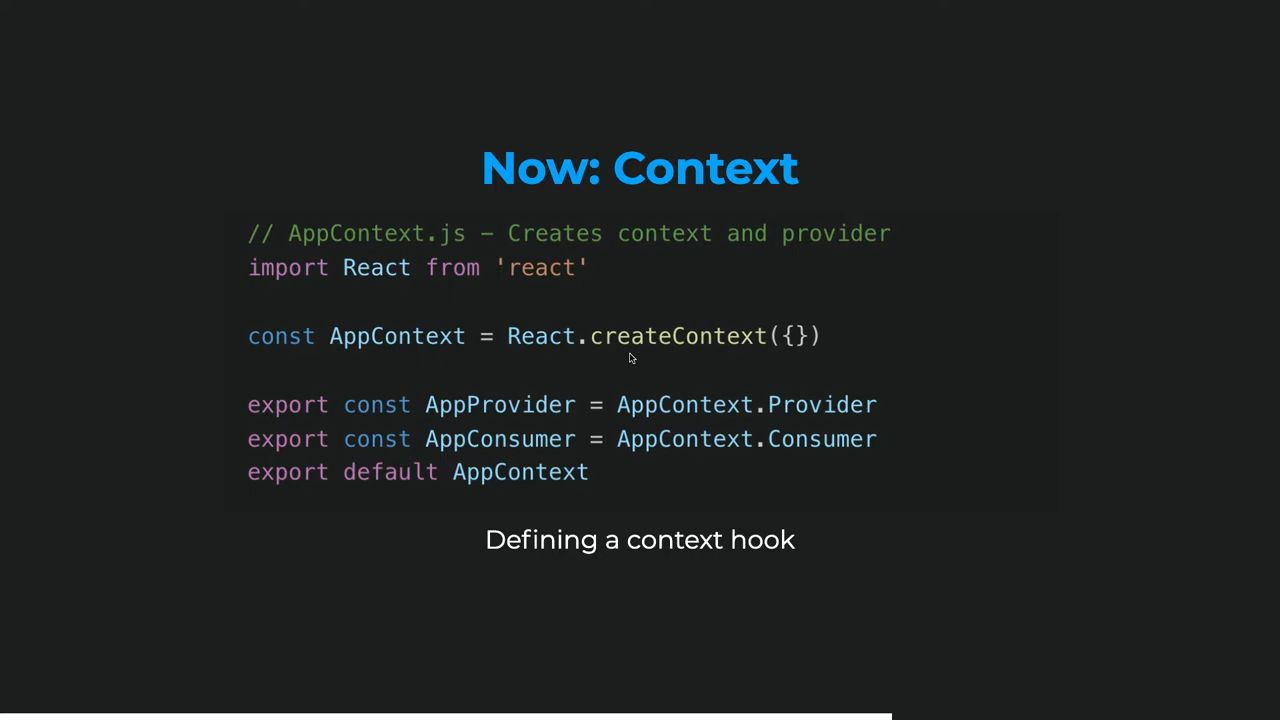 Now: Context
// AppContext.js - Creates context and provider
import React from 'react'
const AppContext = React.createContext({})
export const AppProvider = AppContext.Provider
export const AppConsumer = AppContext.Consumer
export default AppContext
Defining a context hook